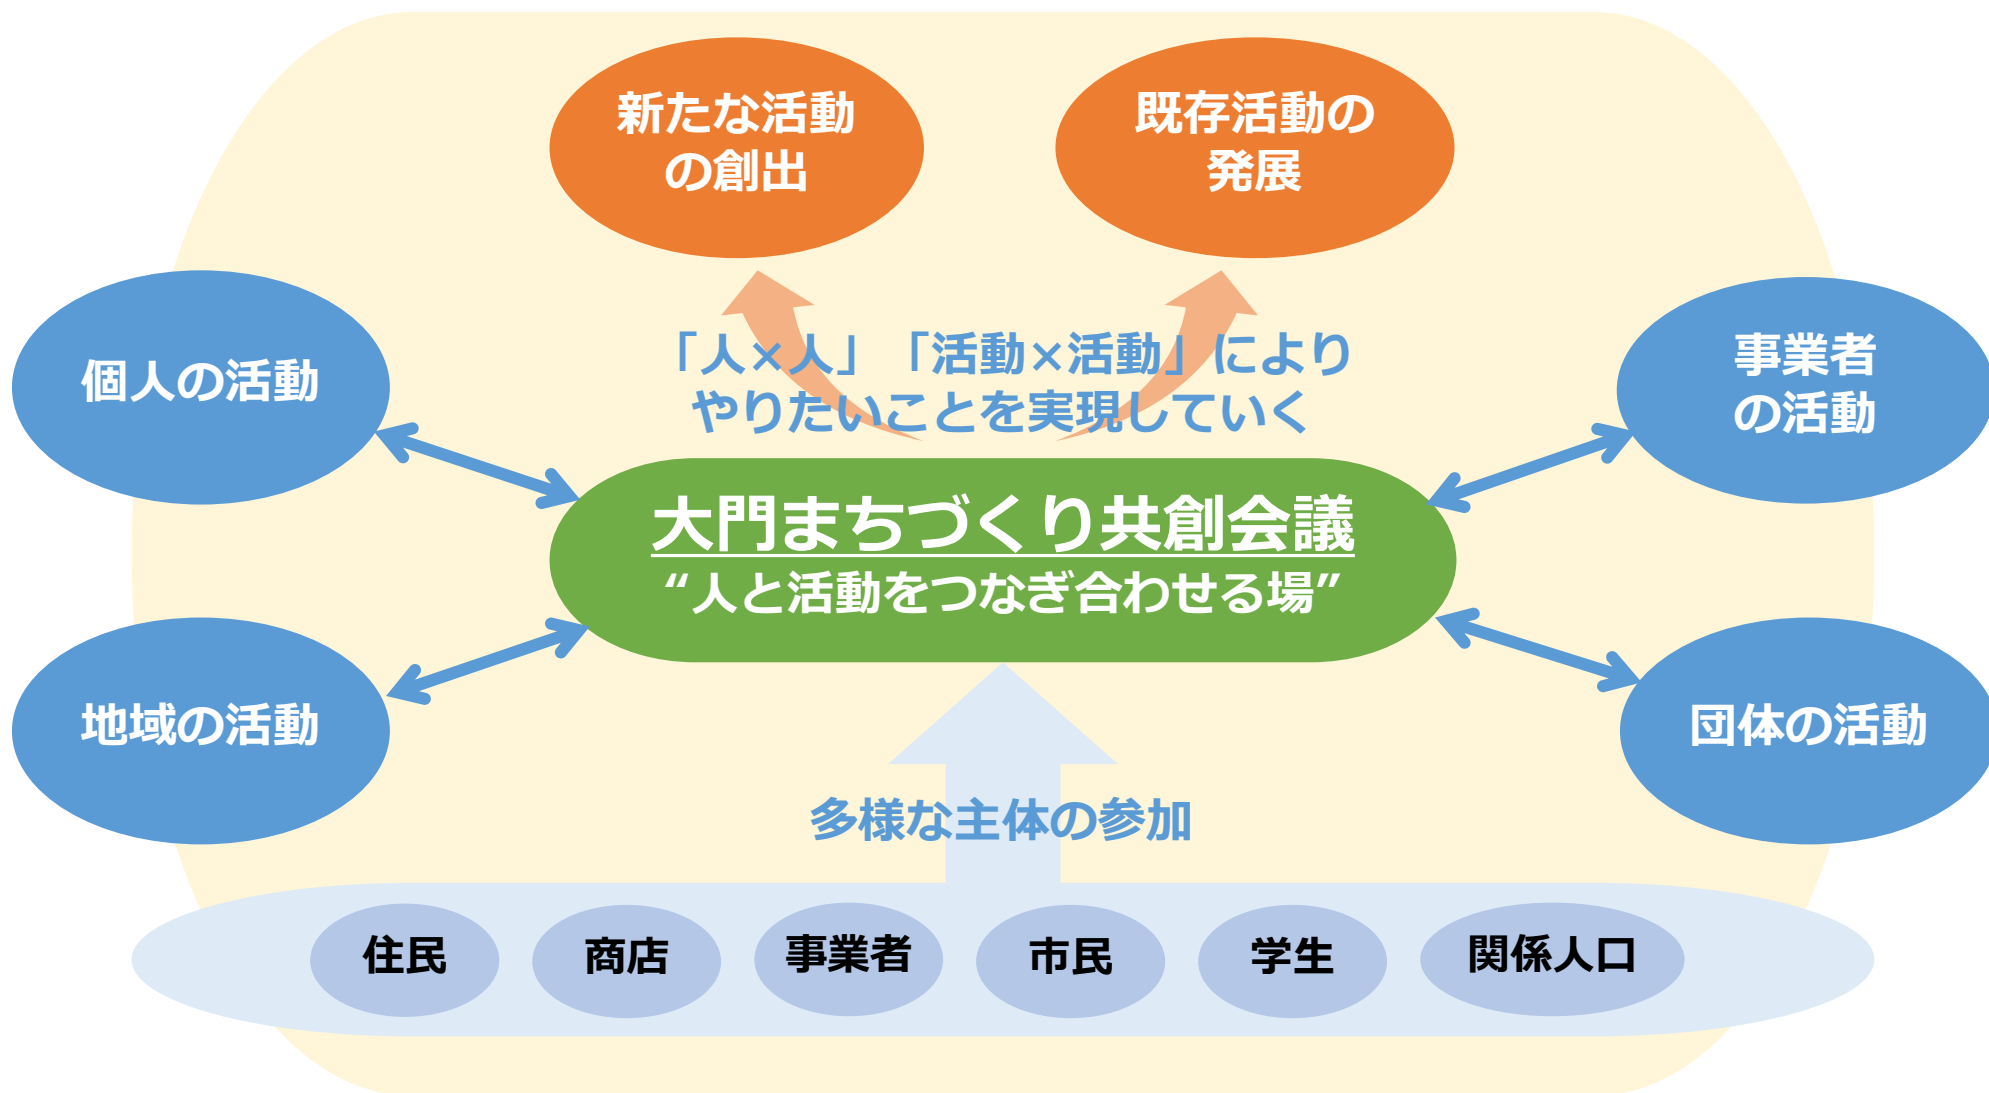 新たな活動
の創出
既存活動の
発展
「人×人」「活動×活動」により
やりたいことを実現していく
個人の活動
事業者
の活動
大門まちづくり共創会議
“人と活動をつなぎ合わせる場”
地域の活動
団体の活動
多様な主体の参加
住民
商店
事業者
市民
学生
関係人口